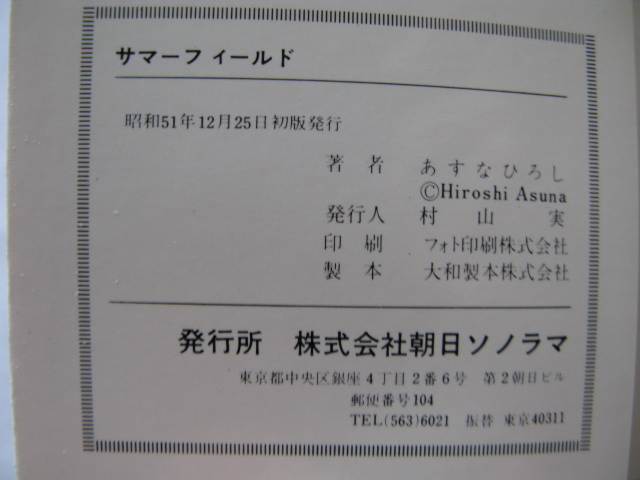 サマーフィールド
昭和51年12月25日初版発行
著者 あすなひろし
©Hiroshi Asuna
発行人 村山 実
印刷 フォト印刷株式会社
製本 大和製本株式会社
発行所 株式会社朝日ソノラマ
東京都中央区銀座4丁目2番6号 第2朝日ビル
郵便番号104
TEL(563)6021 振替 東京40311